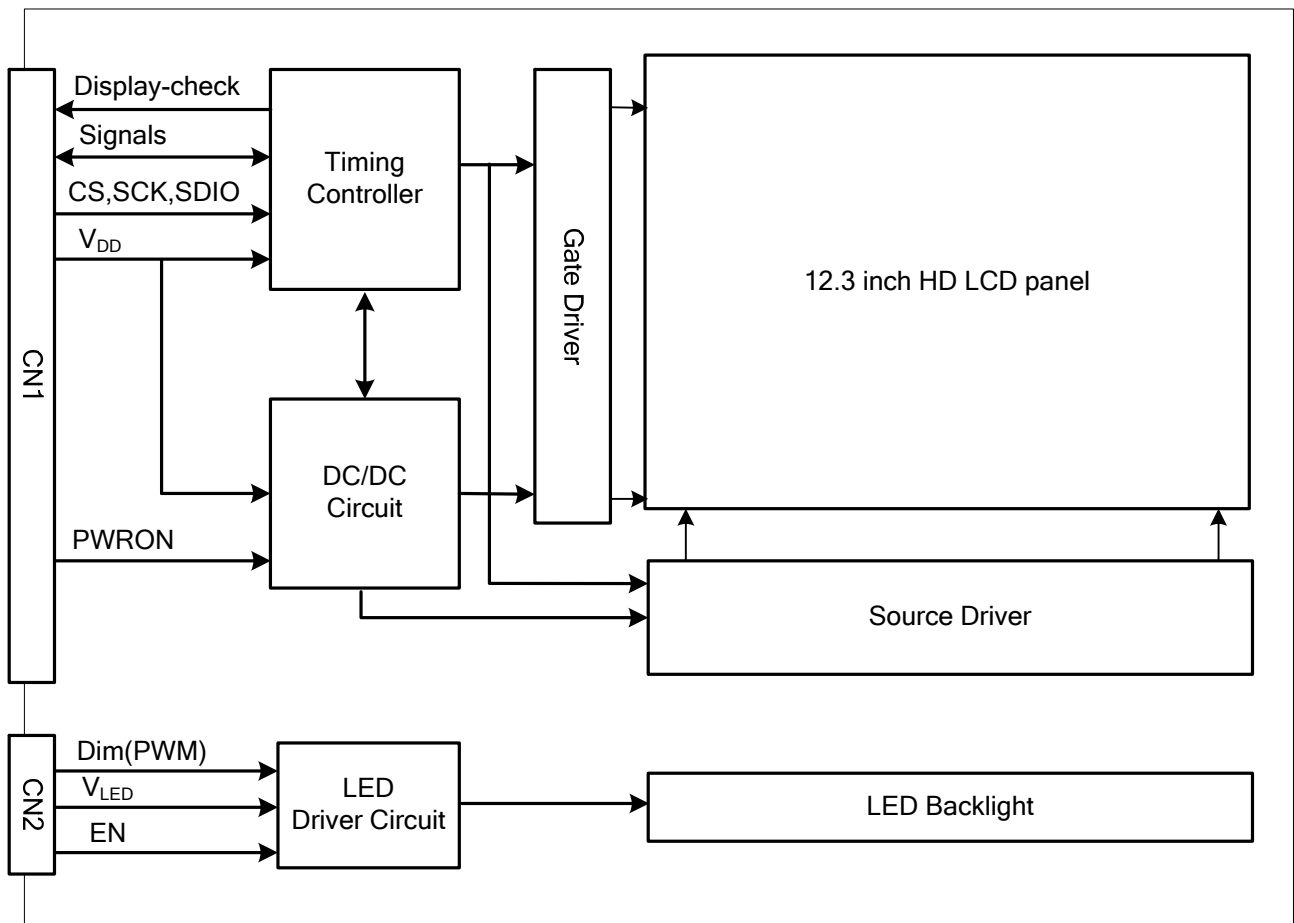 Display-check
Signals
CS,SCK,SDIO
VDD
CN1
PWRON
Timing
Controller
DC/DC
Circuit
Gate Driver
12.3 inch HD LCD panel
Source Driver
CN2
Dim(PWM)
VLED
EN
LED
Driver Circuit
LED Backlight